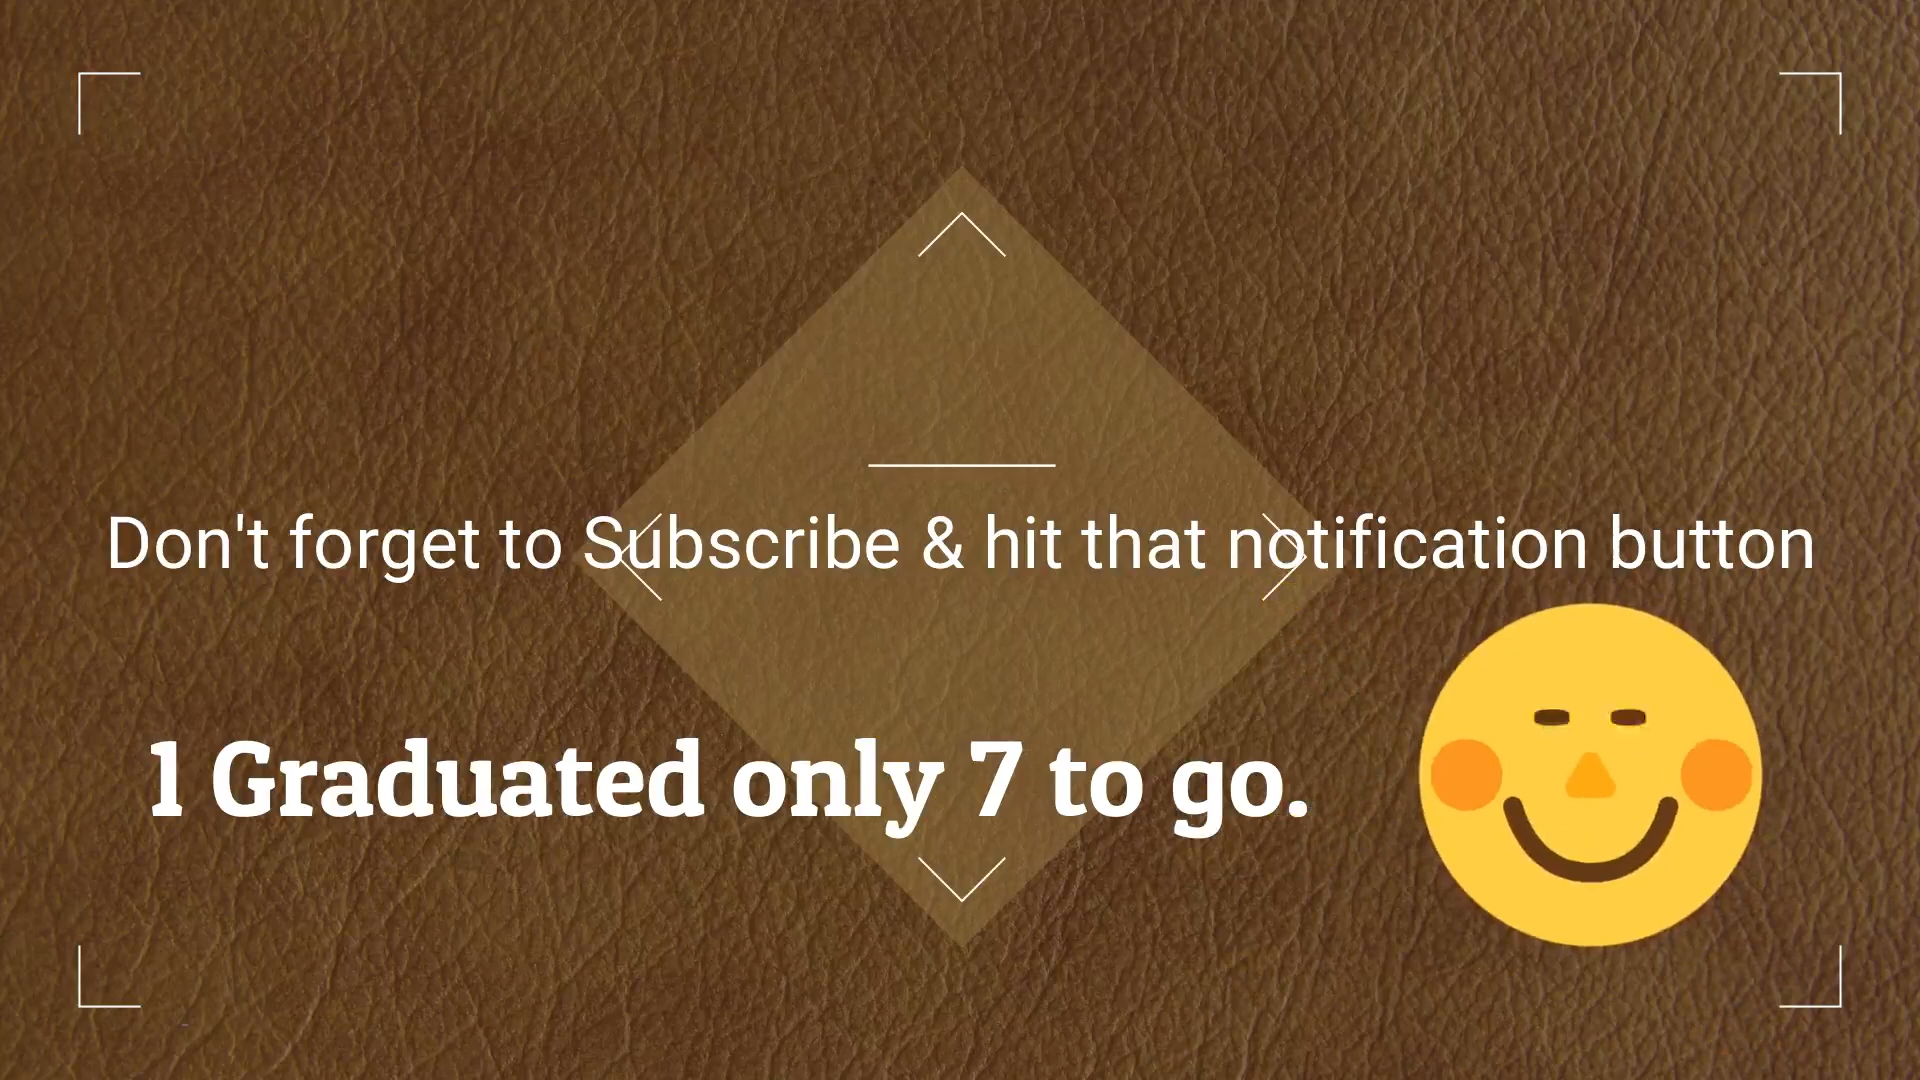 Don't forget to Subscribe & hit that notification button
1 Graduated only 7 to go.